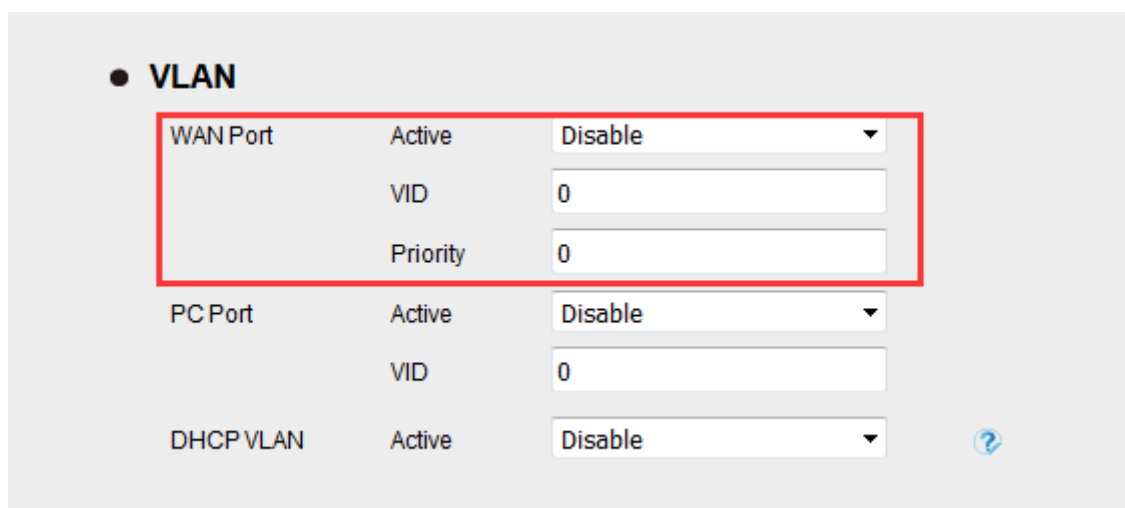 VLAN
WAN Port Active Disable
VID 0
Priority 0
PC Port Active Disable
VID 0
DHCP VLAN Active Disable ?